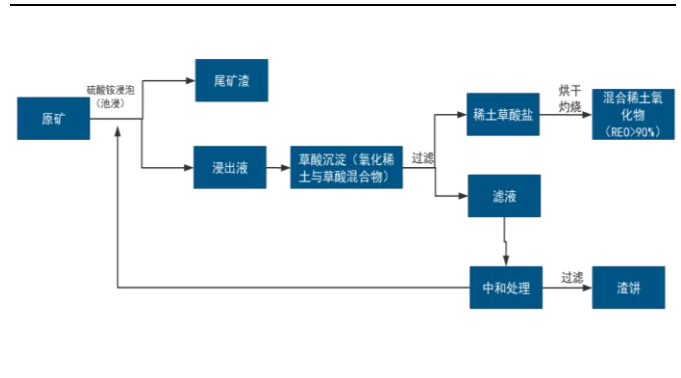 硫酸铵浸泡
（池浸）
原矿
尾矿渣
浸出液
草酸沉淀（氧化稀
土与草酸混合物）
过滤
稀土草酸盐
烘干
灼烧
混合稀土氧
化物
（REO>90%）
滤液
中和处理
过滤
渣饼